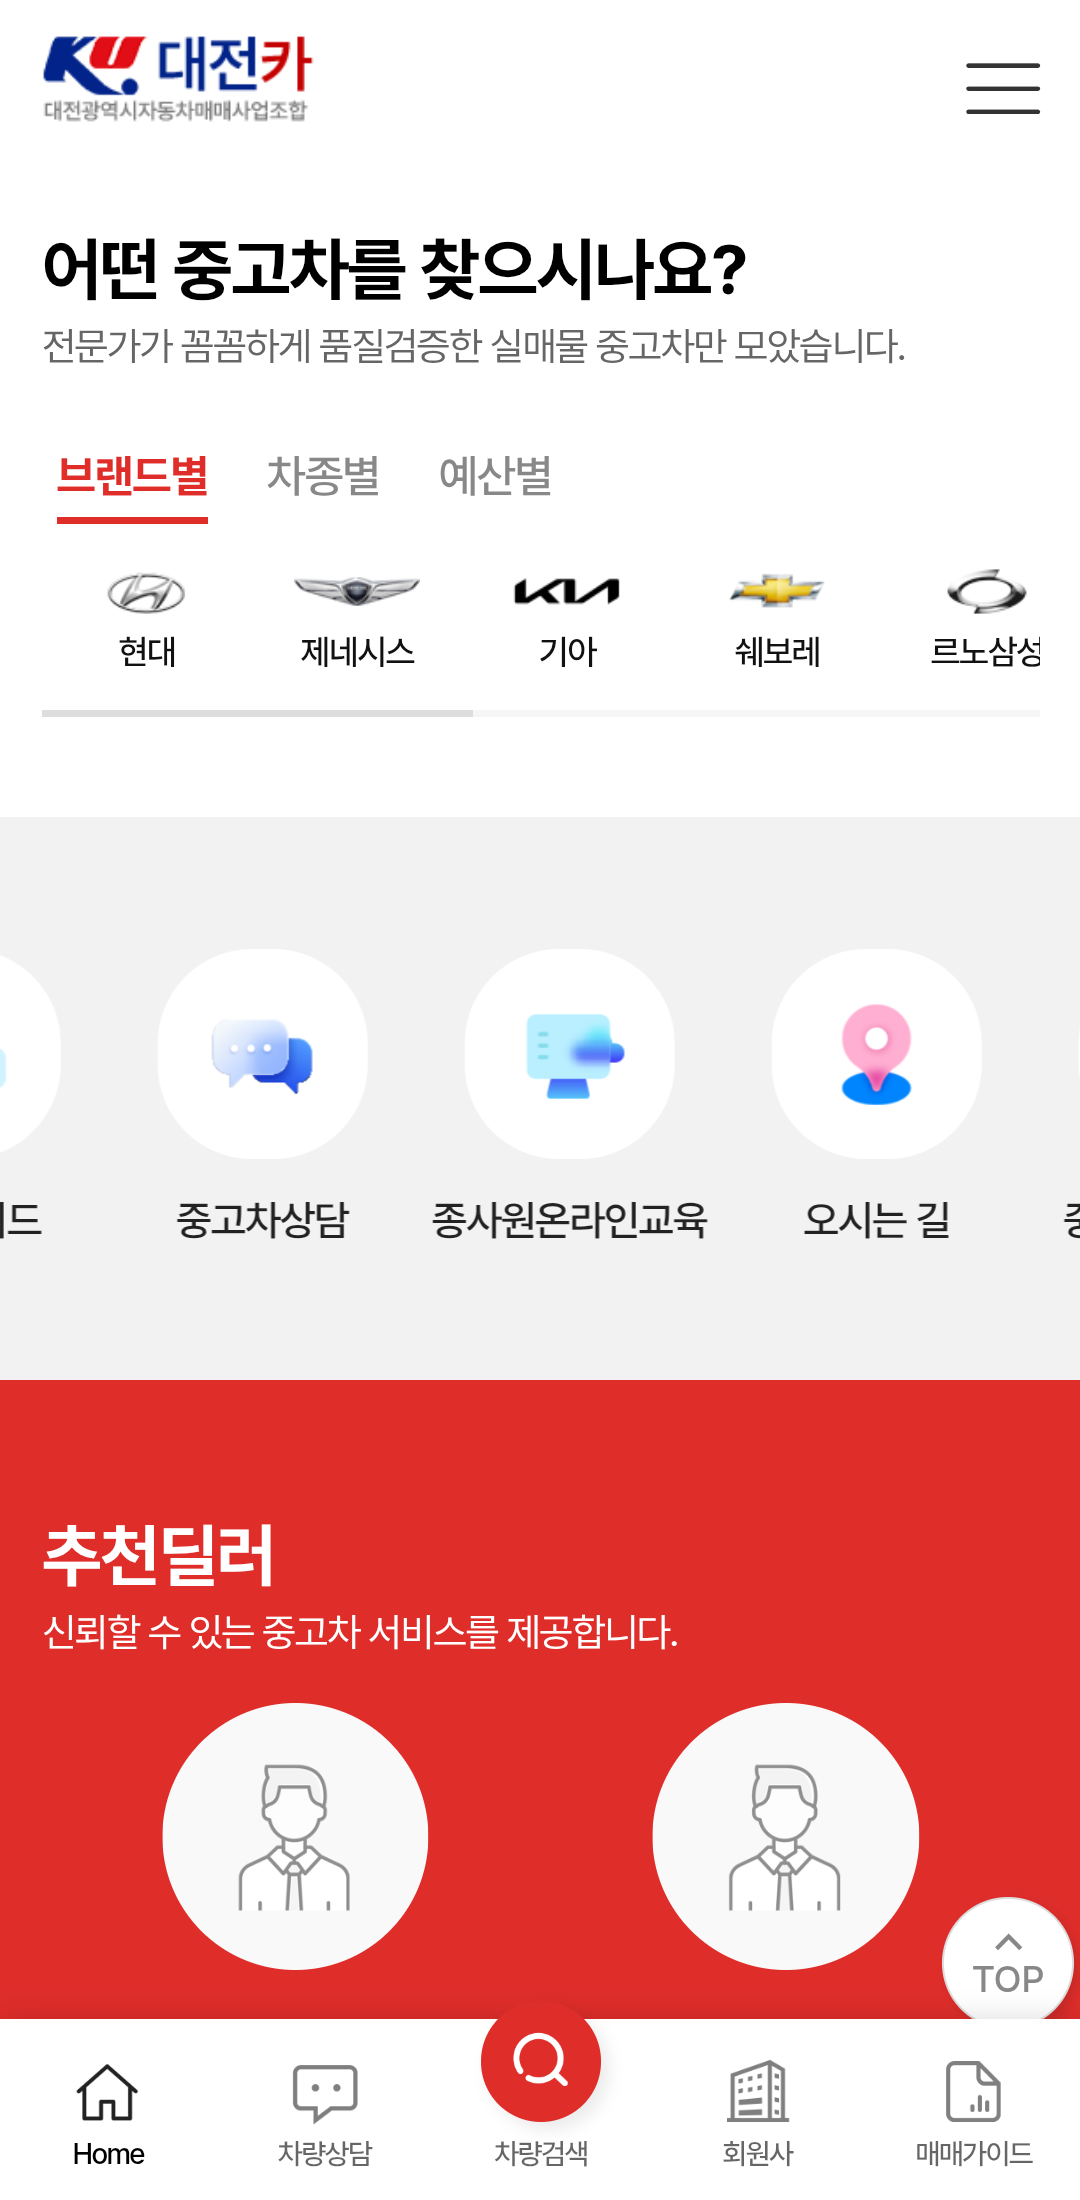 대전카
대전광역시자동차매매사업조합
어떤 중고차를 찾으시나요?
전문가가 꼼꼼하게 품질검증한 실매물 중고차만 모았습니다.
브랜드별 차종별 예산별
현대 제네시스 기아 쉐보레 르노삼성
드 중고차상담 종사원온라인교육 오시는 길
추천딜러
신뢰할 수 있는 중고차 서비스를 제공합니다.
TOP
Home 차량상담 차량검색 회원사 매매가이드